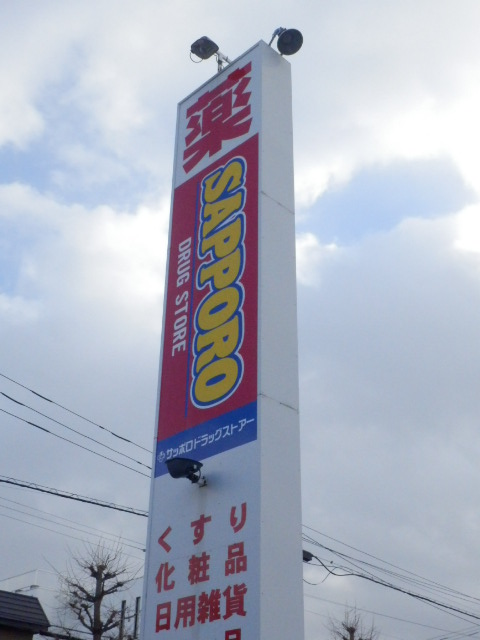 薬
SAPPORO
DRUG STORE
サッポロドラッグストアー
くすり
化粧品
日用雑貨
品